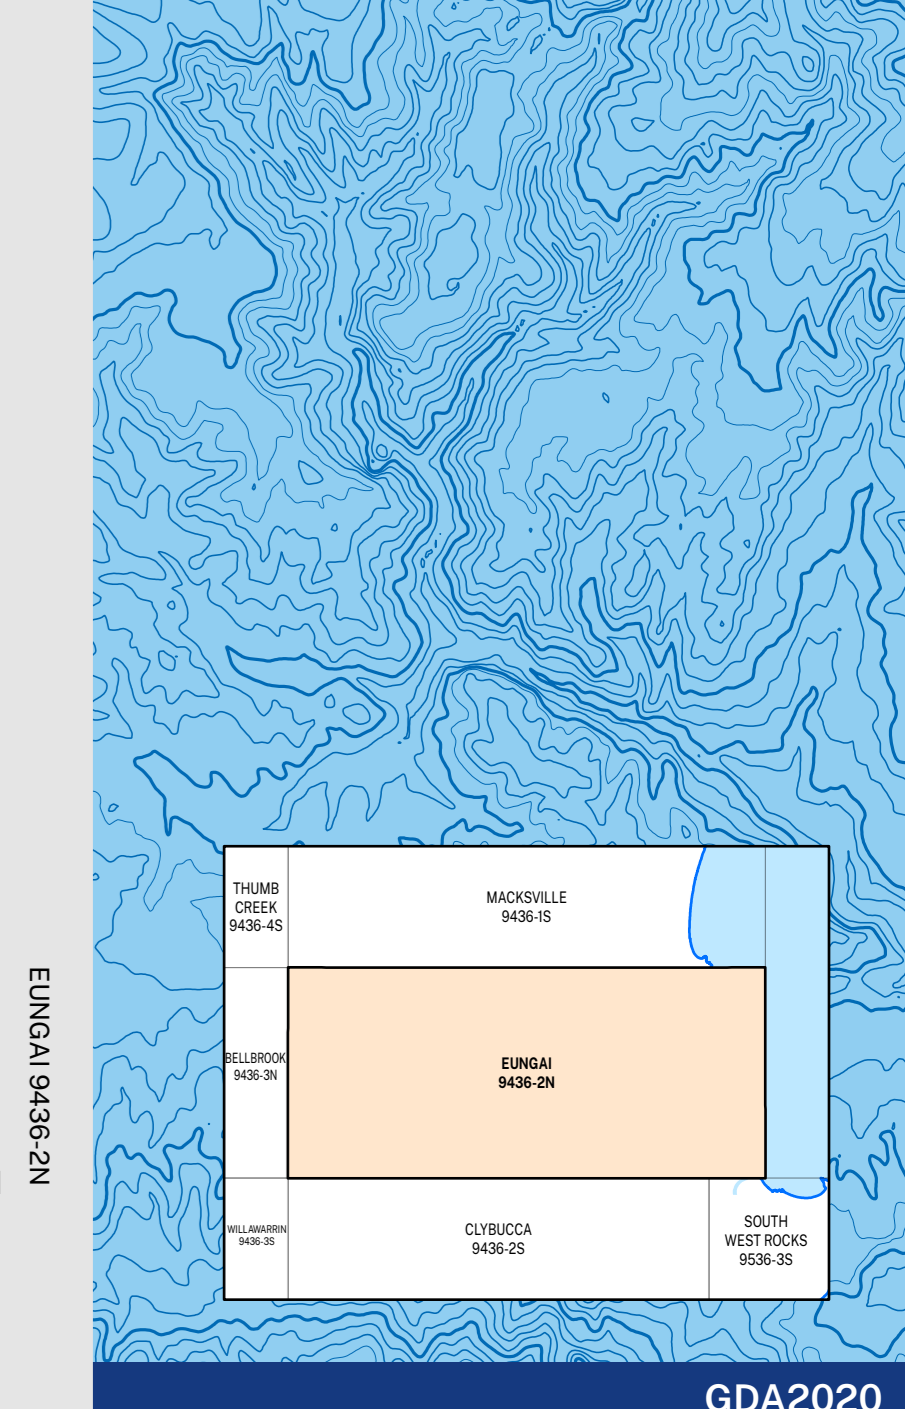 EUNGAI 9436-2N
THUMB
CREEK
9436-4S
MACKSVILLE
9436-1S
BELLBROOK
9436-3N
EUNGAI
9436-2N
WILLAWARRIN
9436-3S
CLYBUCCA
9436-2S
SOUTH
WEST ROCKS
9536-3S
GDA2020